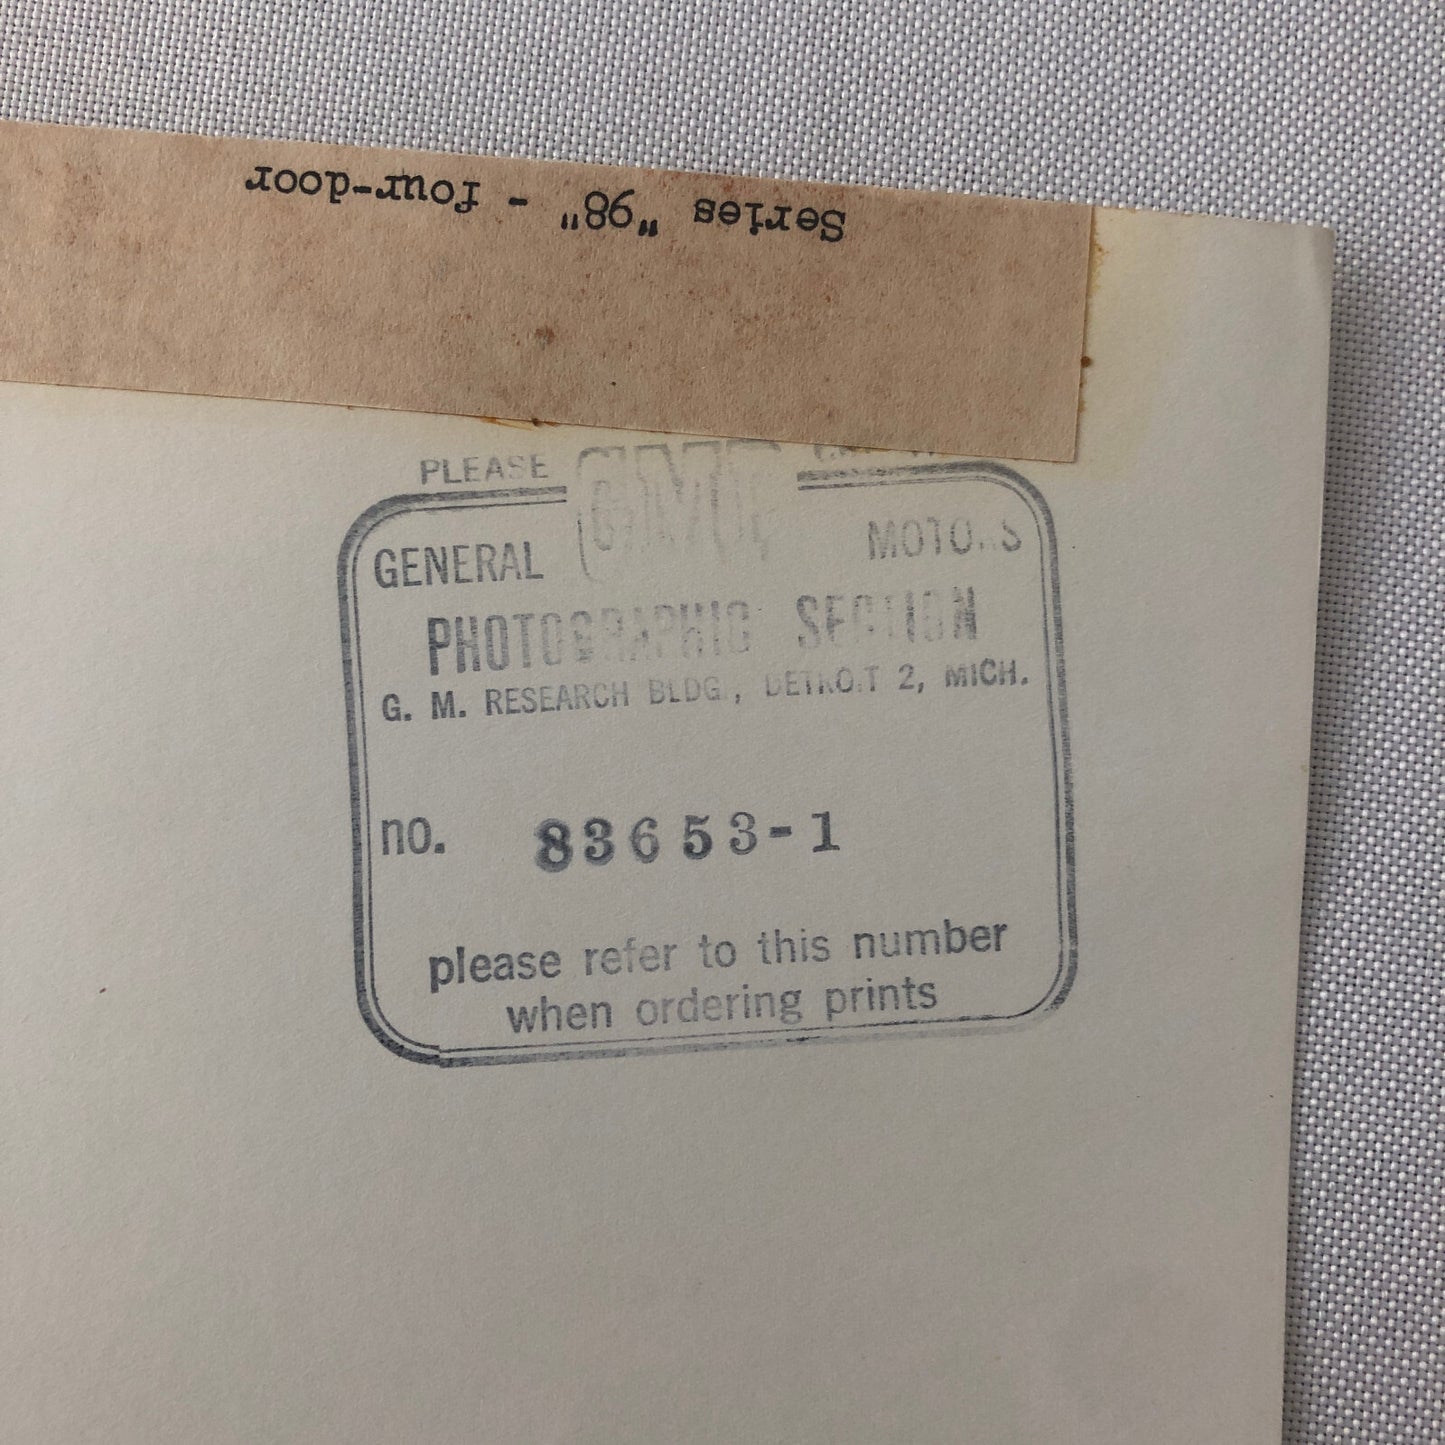 Series "98" - four-door
PLEASE
GENERAL MOTORS
PHOTOGRAPHIC SECTION
G. M. RESEARCH BLDG., DETROIT 2, MICH.
no. 83653-1
please refer to this number
when ordering prints